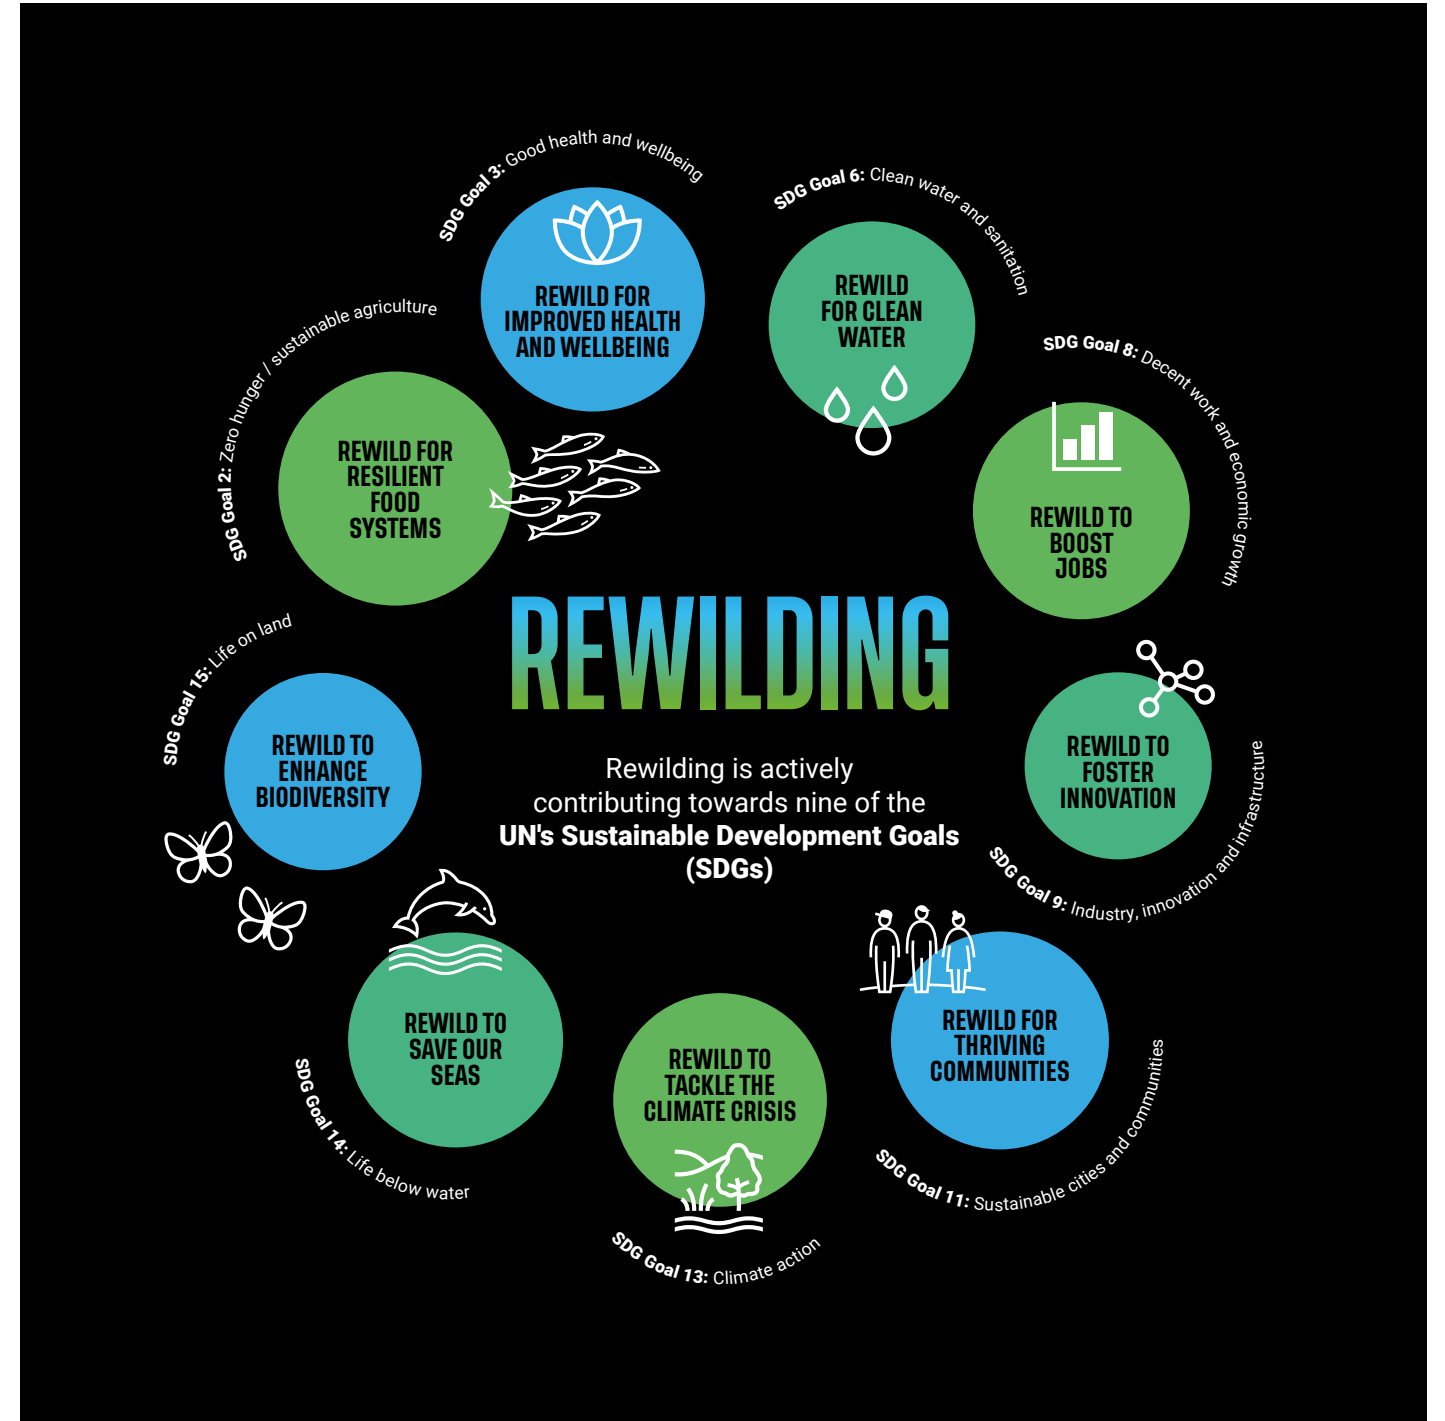 SDG Goal 3: Good health and wellbeing
REWILD FOR
IMPROVED HEALTH
AND WELLBEING
SDG Goal 6: Clean water and sanitation
REWILD
FOR CLEAN
WATER
SDG Goal 8: Decent work and economic growth
REWILD TO
BOOST
JOBS
SDG Goal 2: Zero hunger / sustainable agriculture
REWILD FOR
RESILIENT
FOOD
SYSTEMS
REWILDING
Rewilding is actively
contributing towards nine of the
UN's Sustainable Development Goals
(SDGs)
SDG Goal 15: Life on land
REWILD TO
ENHANCE
BIODIVERSITY
REWILD TO
FOSTER
INNOVATION
SDG Goal 9: Industry, innovation and infrastructure
REWILD TO
SAVE OUR
SEAS
SDG Goal 14: Life below water
REWILD TO
TACKLE THE
CLIMATE CRISIS
SDG Goal 13: Climate action
REWILD FOR
THRIVING
COMMUNITIES
SDG Goal 11: Sustainable cities and communities